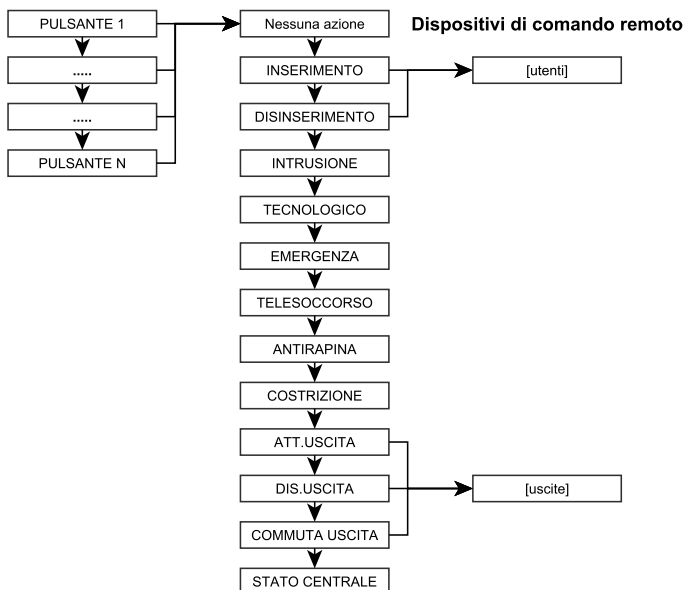 Dispositivi di comando remoto
PULSANTE 1
.....
.....
PULSANTE N
Nessuna azione
INSERIMENTO
DISINSERIMENTO
INTRUSIONE
TECNOLOGICO
EMERGENZA
TELESOCCORSO
ANTIRAPINA
COSTRIZIONE
ATT.USCITA
DIS.USCITA
COMMUTA USCITA
STATO CENTRALE
[utenti]
[uscite]